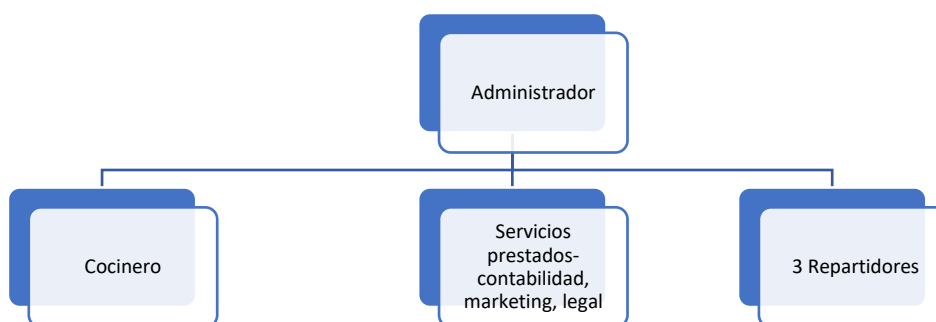 Administrador
Cocinero
Servicios
prestados-
contabilidad,
marketing, legal
3 Repartidores